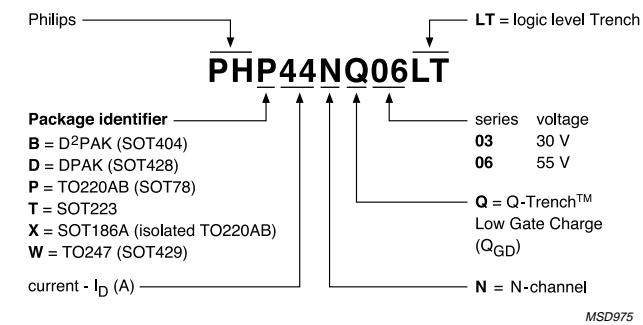 Philips
LT = logic level Trench
PHP44NQ06LT
Package identifier
B = D2PAK (SOT404)
D = DPAK (SOT428)
P = TO220AB (SOT78)
T = SOT223
X = SOT186A (isolated TO220AB)
W = TO247 (SOT429)
current - ID (A)
series voltage
03 30 V
06 55 V
Q = Q-Trench™
Low Gate Charge
(QGD)
N = N-channel
MSD975